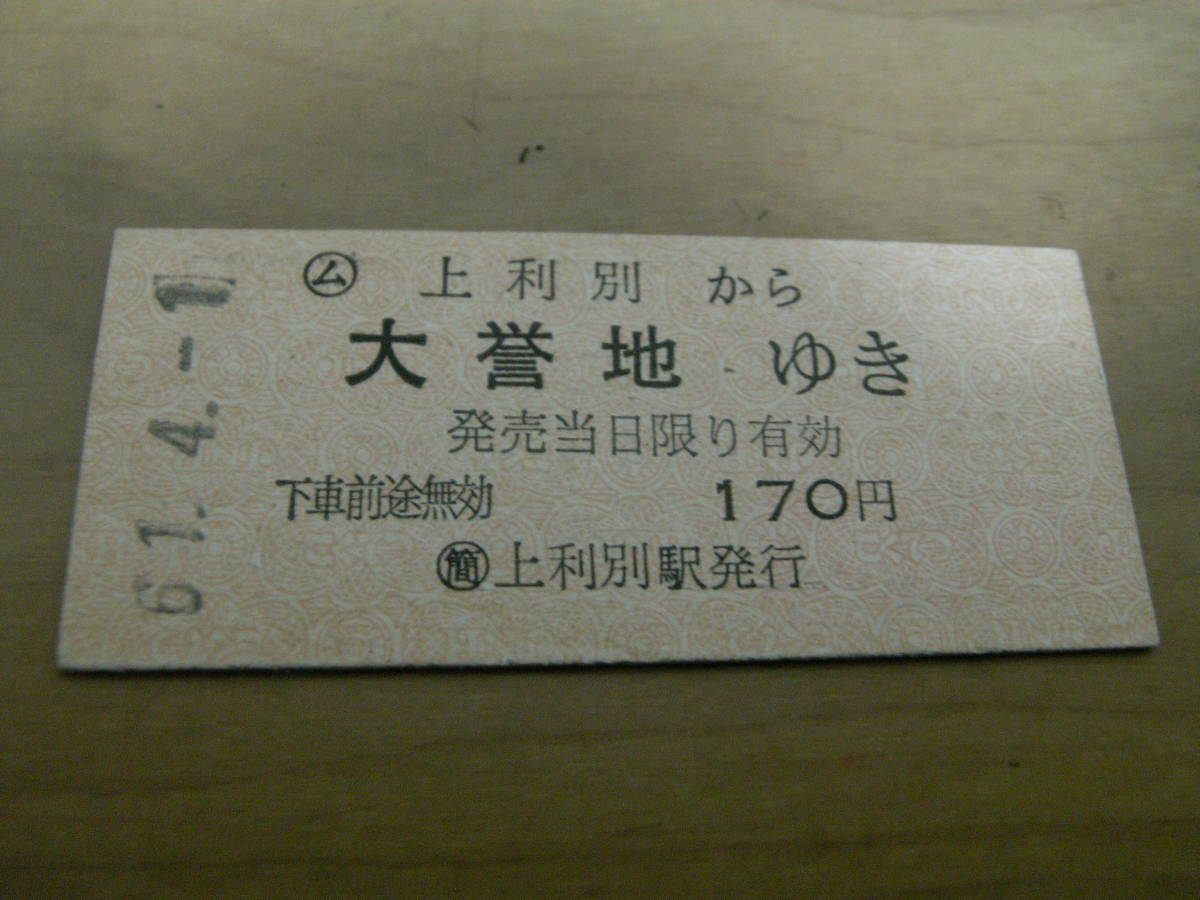 ㋰ 上利別 から
大誉地 ゆき
発売当日限り有効
下車前途無効 170円
簡 上利別駅発行
61.4.-1